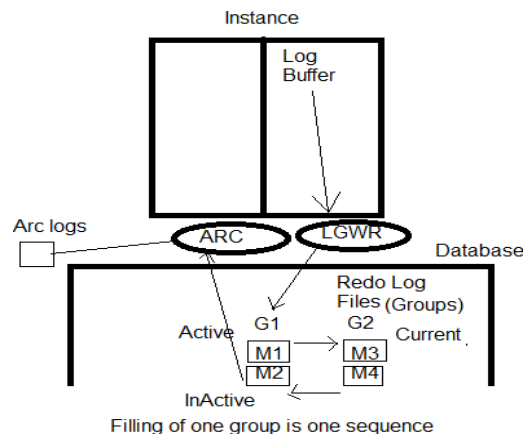 Instance
Log
Buffer
Arc logs
ARC
LGWR
Database
Redo Log
Files (Groups)
Active
G1
G2
Current
M1
M3
M2
M4
InActive
Filling of one group is one sequence